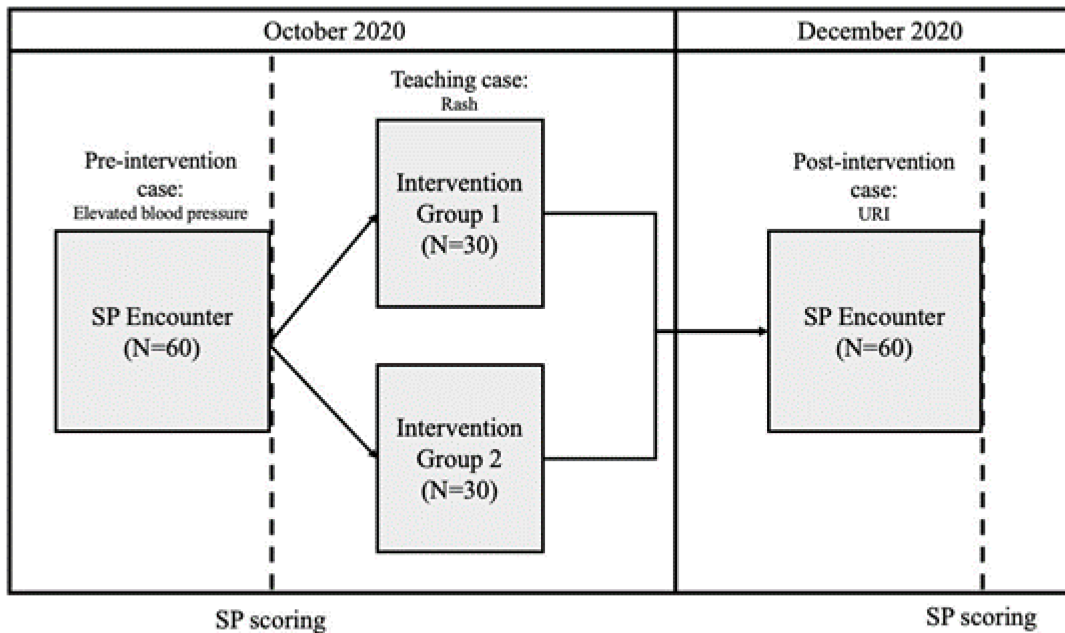 October 2020
December 2020
Pre-intervention
case:
Elevated blood pressure
SP Encounter
(N=60)
Teaching case:
Rash
Intervention
Group 1
(N=30)
Intervention
Group 2
(N=30)
Post-intervention
case:
URI
SP Encounter
(N=60)
SP scoring
SP scoring